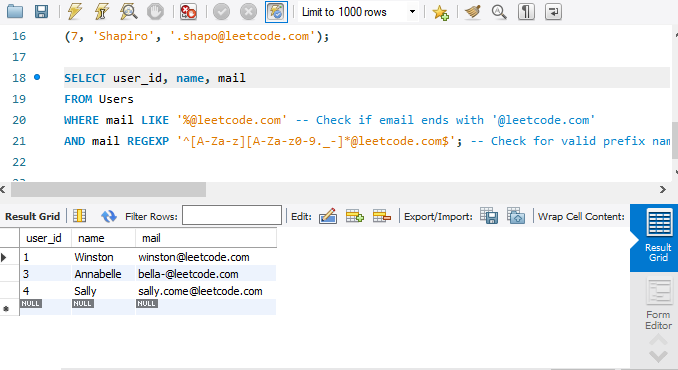 Limit to 1000 rows
16 (7, 'Shapiro', '.shapo@leetcode.com');
17
18 SELECT user_id, name, mail
19 FROM Users
20 WHERE mail LIKE '%@leetcode.com' -- Check if email ends with '@leetcode.com'
21 AND mail REGEXP '^[A-Za-z][A-Za-z0-9._-]*@leetcode.com$'; -- Check for valid prefix nam
22
Result Grid Filter Rows: Edit: Export/Import: Wrap Cell Content:
user_id name mail
1 Winston winston@leetcode.com
3 Annabelle bella-@leetcode.com
4 Sally sally.come@leetcode.com
NULL NULL NULL
Result
Grid
Form
Editor